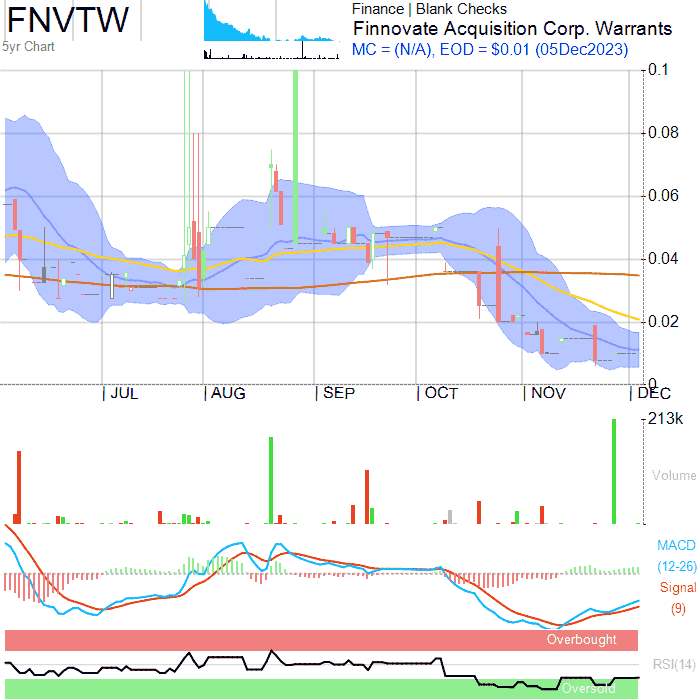 FNVTW
5yr Chart
Finance | Blank Checks
Finnovate Acquisition Corp. Warrants
MC = (N/A), EOD = $0.01 (05Dec2023)
0.1
0.08
0.06
0.04
0.02
0
JUL AUG SEP OCT NOV DEC
213k
Volume
MACD
(12-26)
Signal
(9)
Overbought
RSI(14)
Oversold